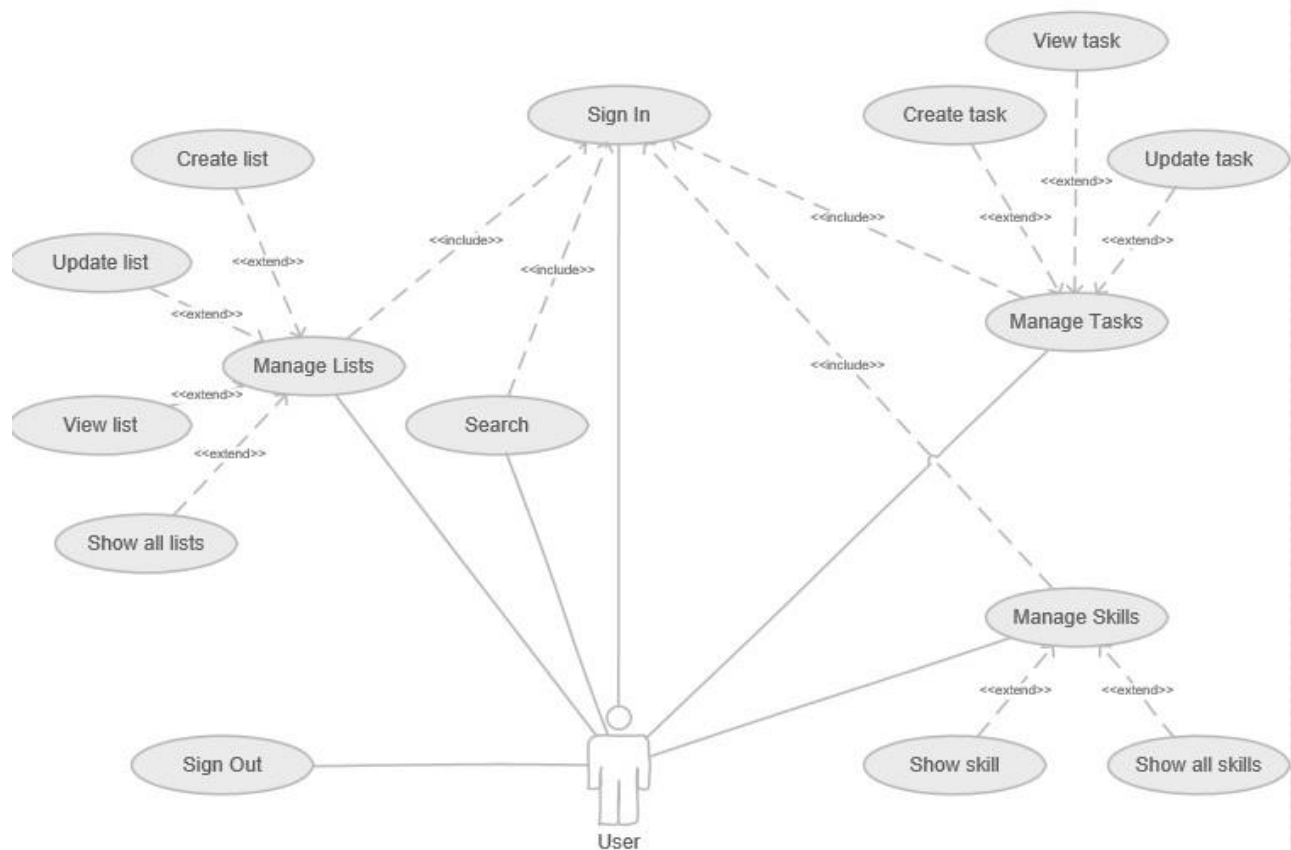 View task
Sign In
Create task
Create list
Update task
<<extend>>
<<include>>
<<extend>>
<<extend>>
<<include>>
<<extend>>
Update list
<<extend>>
<<include>>
<<extend>>
Manage Tasks
Manage Lists
<<include>>
<<extend>>
View list
Search
<<extend>>
Show all lists
Manage Skills
<<extend>>
<<extend>>
Sign Out
Show skill
Show all skills
User